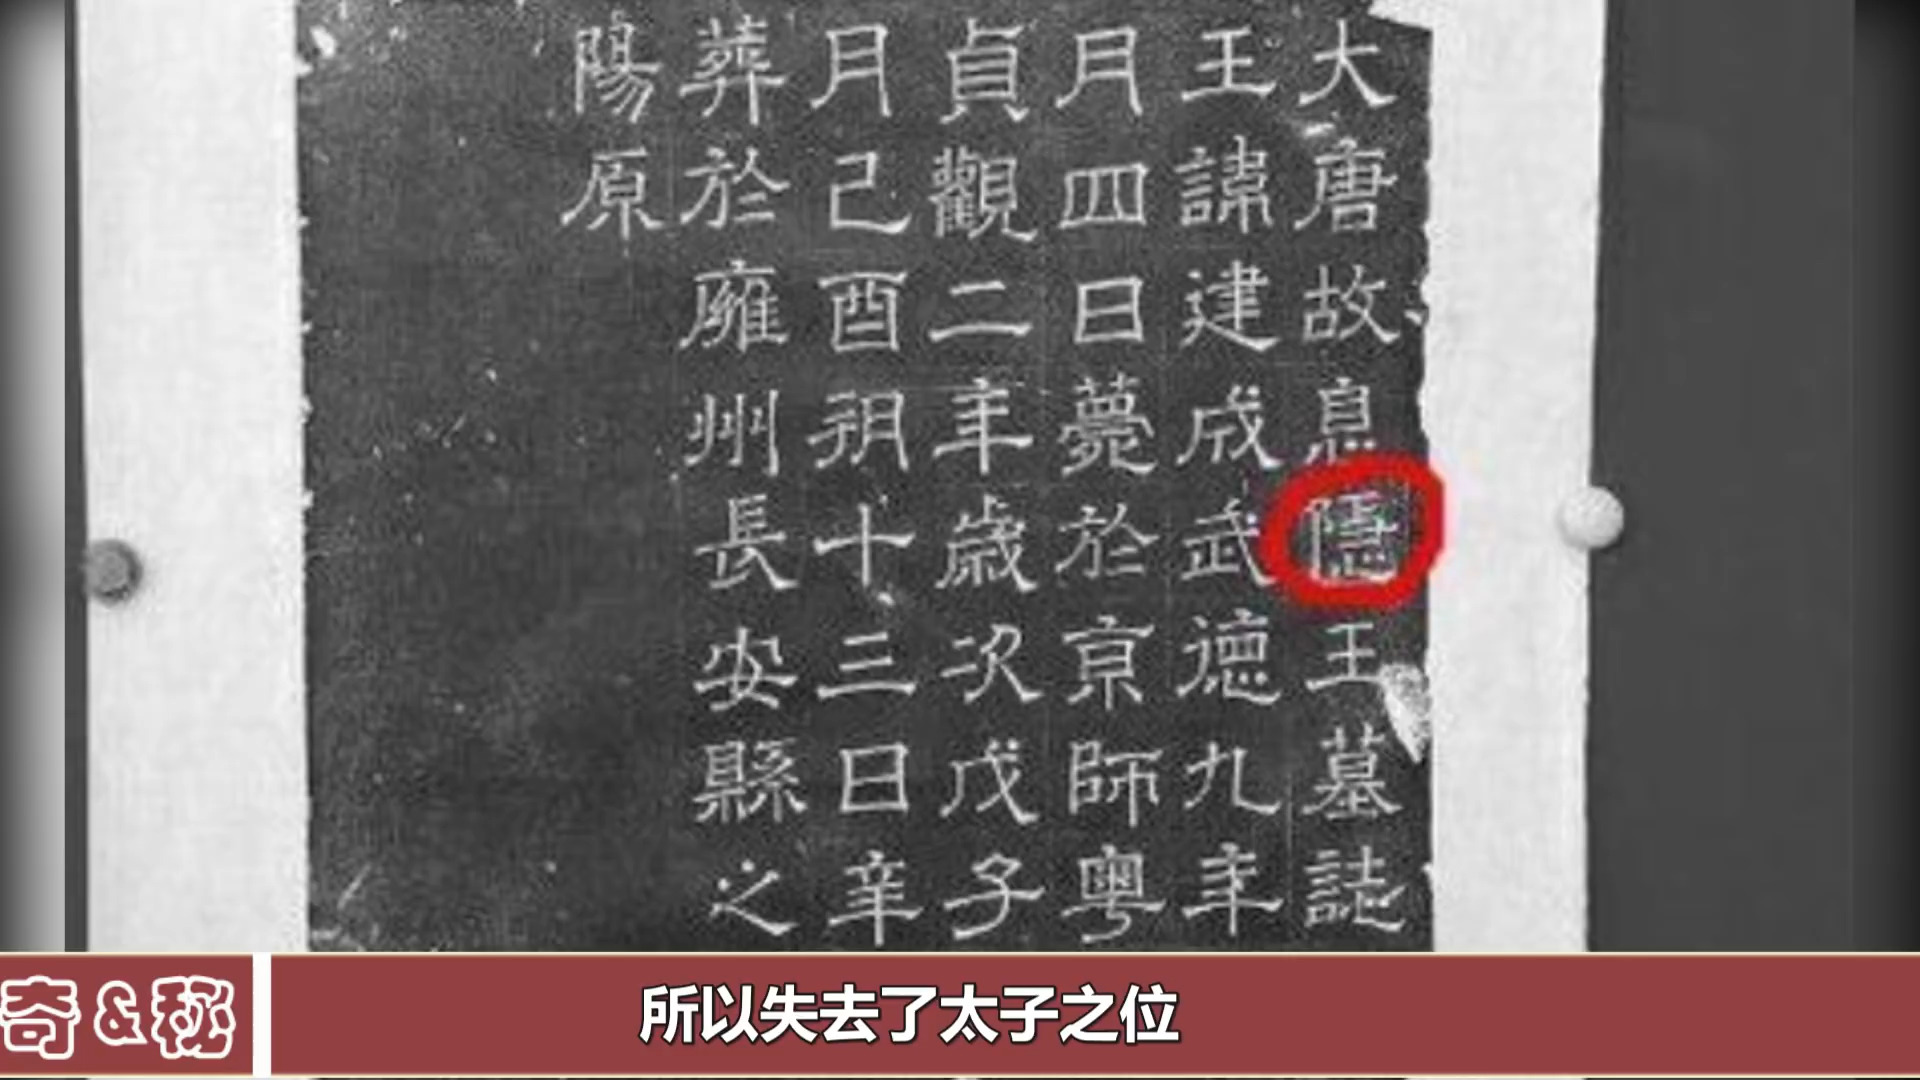 大唐故息隱王墓誌
王諱建成武德九年六
月四日薨於京師粤以
貞觀二年歲次戊子
月己酉朔十三日辛
葬於雍州長安縣之
陽原
奇&秘
所以失去了太子之位